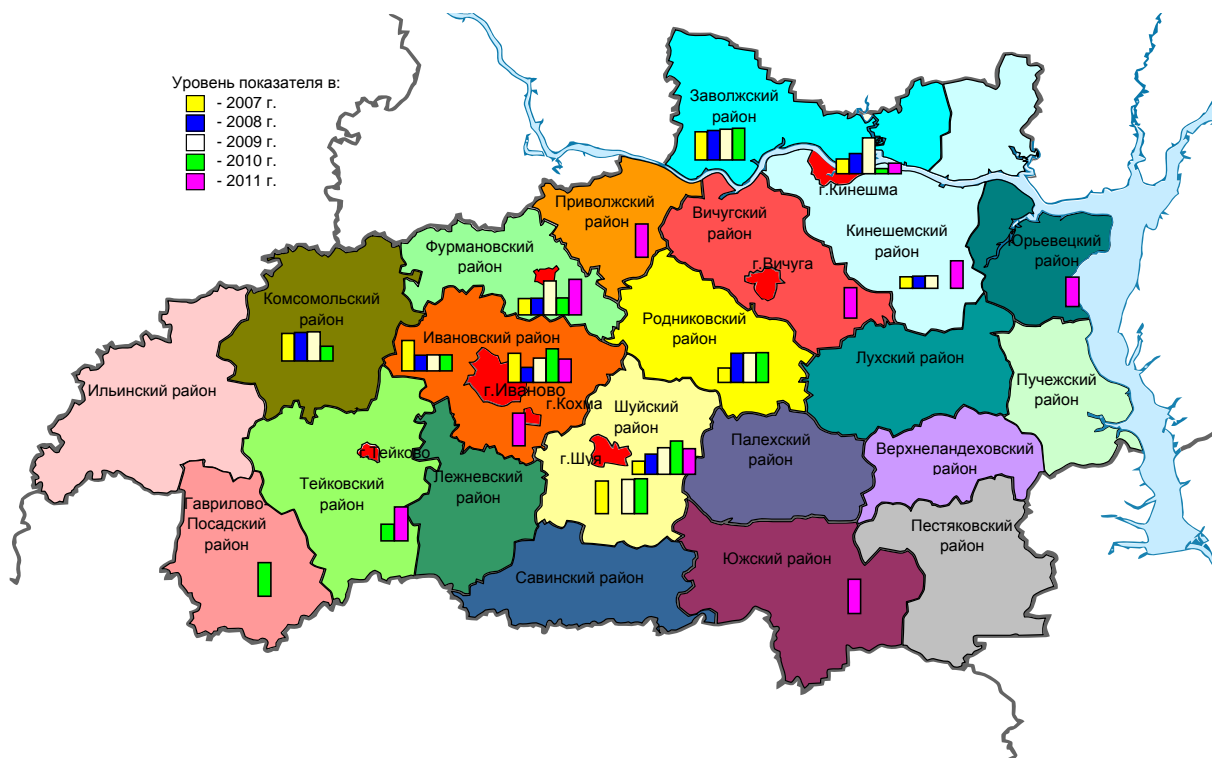 Уровень показателя в:
- 2007 г.
- 2008 г.
- 2009 г.
- 2010 г.
- 2011 г.
Заволжский
район
г.Кинешма
Приволжский
район
Вичугский
район
Кинешемский
район
Юрьевецкий
район
Фурмановский
район
г.Вичуга
Комсомольский
район
Ивановский район
Родниковский
район
Лухский район
Пучежский
район
Ильинский район
г.Иваново
г.Кохма
Шуйский
район
г.Тейково
г.Шуя
Палехский
район
Верхнеландеховский
район
Тейковский
район
Лежневский
район
Гаврилово-
Посадский
район
Пестяковский
район
Савинский район
Южский район